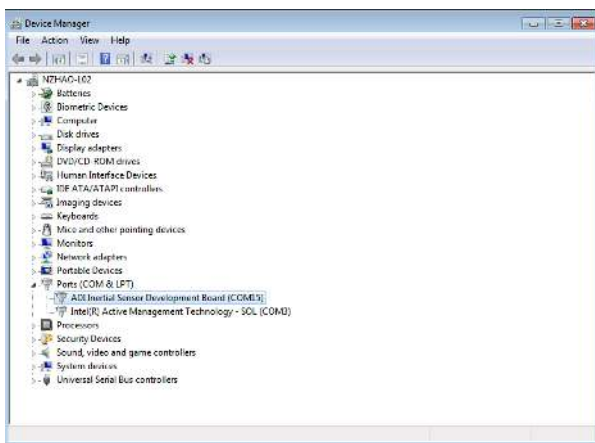 Device Manager
File Action View Help
NZHAO-L02
Batteries
Biometric Devices
Computer
Disk drives
Display adapters
DVD/CD-ROM drives
Human Interface Devices
IDE ATA/ATAPI controllers
Imaging devices
Keyboards
Mice and other pointing devices
Monitors
Network adapters
Portable Devices
Ports (COM & LPT)
ADI Inertial Sensor Development Board (COM15)
Intel(R) Active Management Technology - SOL (COM3)
Processors
Security Devices
Sound, video and game controllers
System devices
Universal Serial Bus controllers